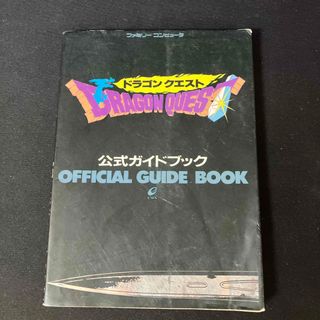 ファミリーコンピュータ
ドラゴンクエスト
DRAGON QUEST
公式ガイドブック
OFFICIAL GUIDE BOOK